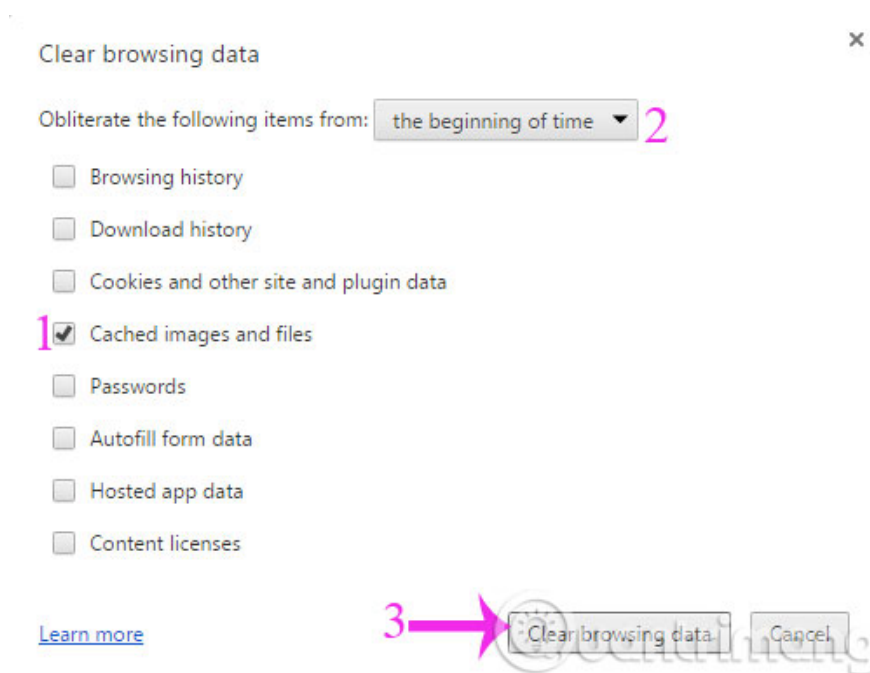 Clear browsing data
Obliterate the following items from: the beginning of time 2
Browsing history
Download history
Cookies and other site and plugin data
1 Cached images and files
Passwords
Autofill form data
Hosted app data
Content licenses
Learn more 3 Clear browsing data Cancel
uantrimang